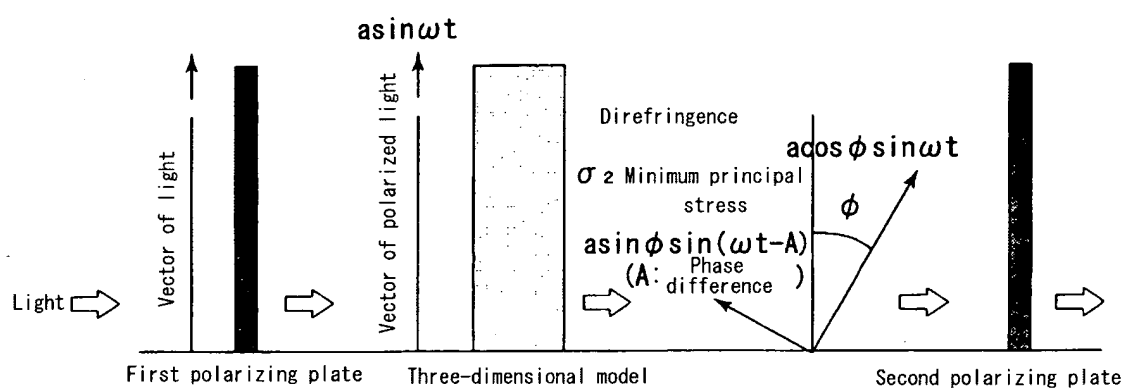 asinωt
Direfringence
acosφsinωt
σ2 Minimum principal
stress
φ
asinφsin(ωt-A)
(A: Phase
difference )
Vector of light
Vector of polarized light
Light
First polarizing plate
Three-dimensional model
Second polarizing plate